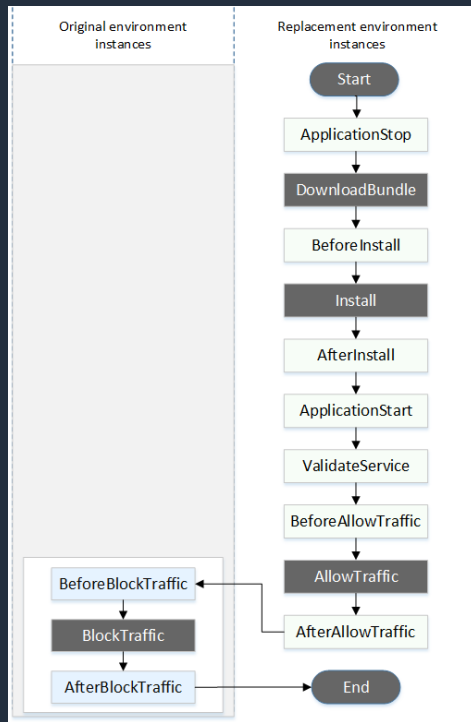 Original environment
instances
Replacement environment
instances
Start
ApplicationStop
DownloadBundle
BeforeInstall
Install
AfterInstall
ApplicationStart
ValidateService
BeforeAllowTraffic
AllowTraffic
AfterAllowTraffic
BeforeBlockTraffic
BlockTraffic
AfterBlockTraffic
End